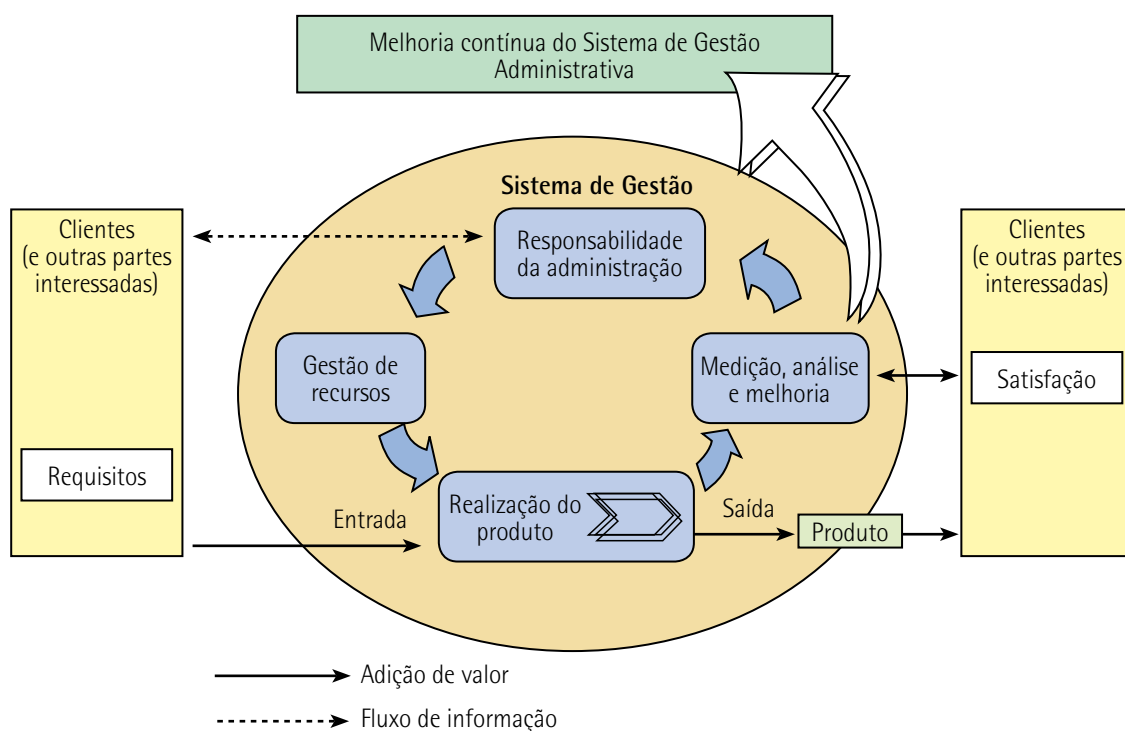 Melhoria contínua do Sistema de Gestão
Administrativa
Sistema de Gestão
Clientes
(e outras partes
interessadas)
Requisitos
Responsabilidade
da administração
Gestão de
recursos
Medição, análise
e melhoria
Entrada
Realização do
produto
Saída
Produto
Clientes
(e outras partes
interessadas)
Satisfação
Adição de valor
Fluxo de informação